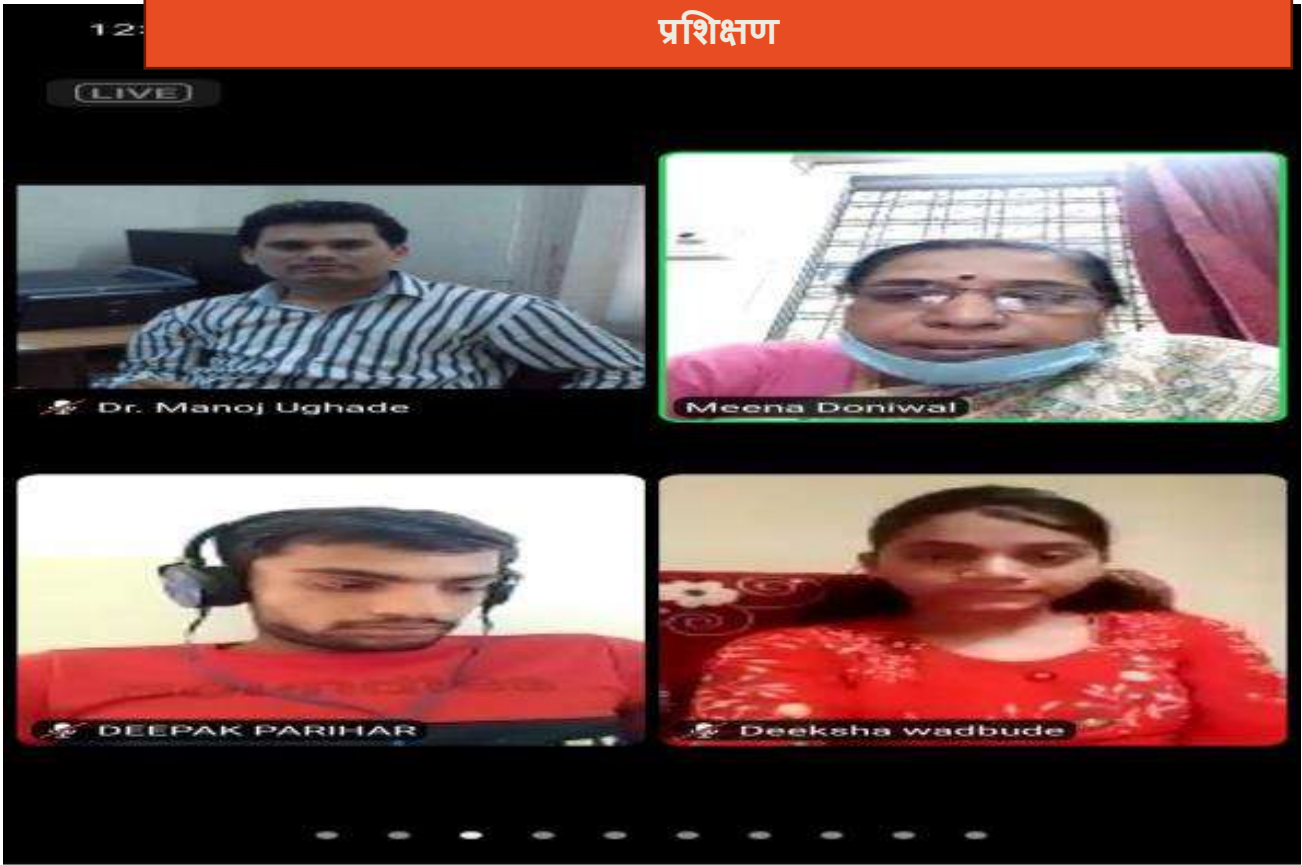 प्रशिक्षण
12:
LIVE
Dr. Manoj Ughade
Meena Doniwal
DEEPAK PARIHAR
Deeksha wadbude